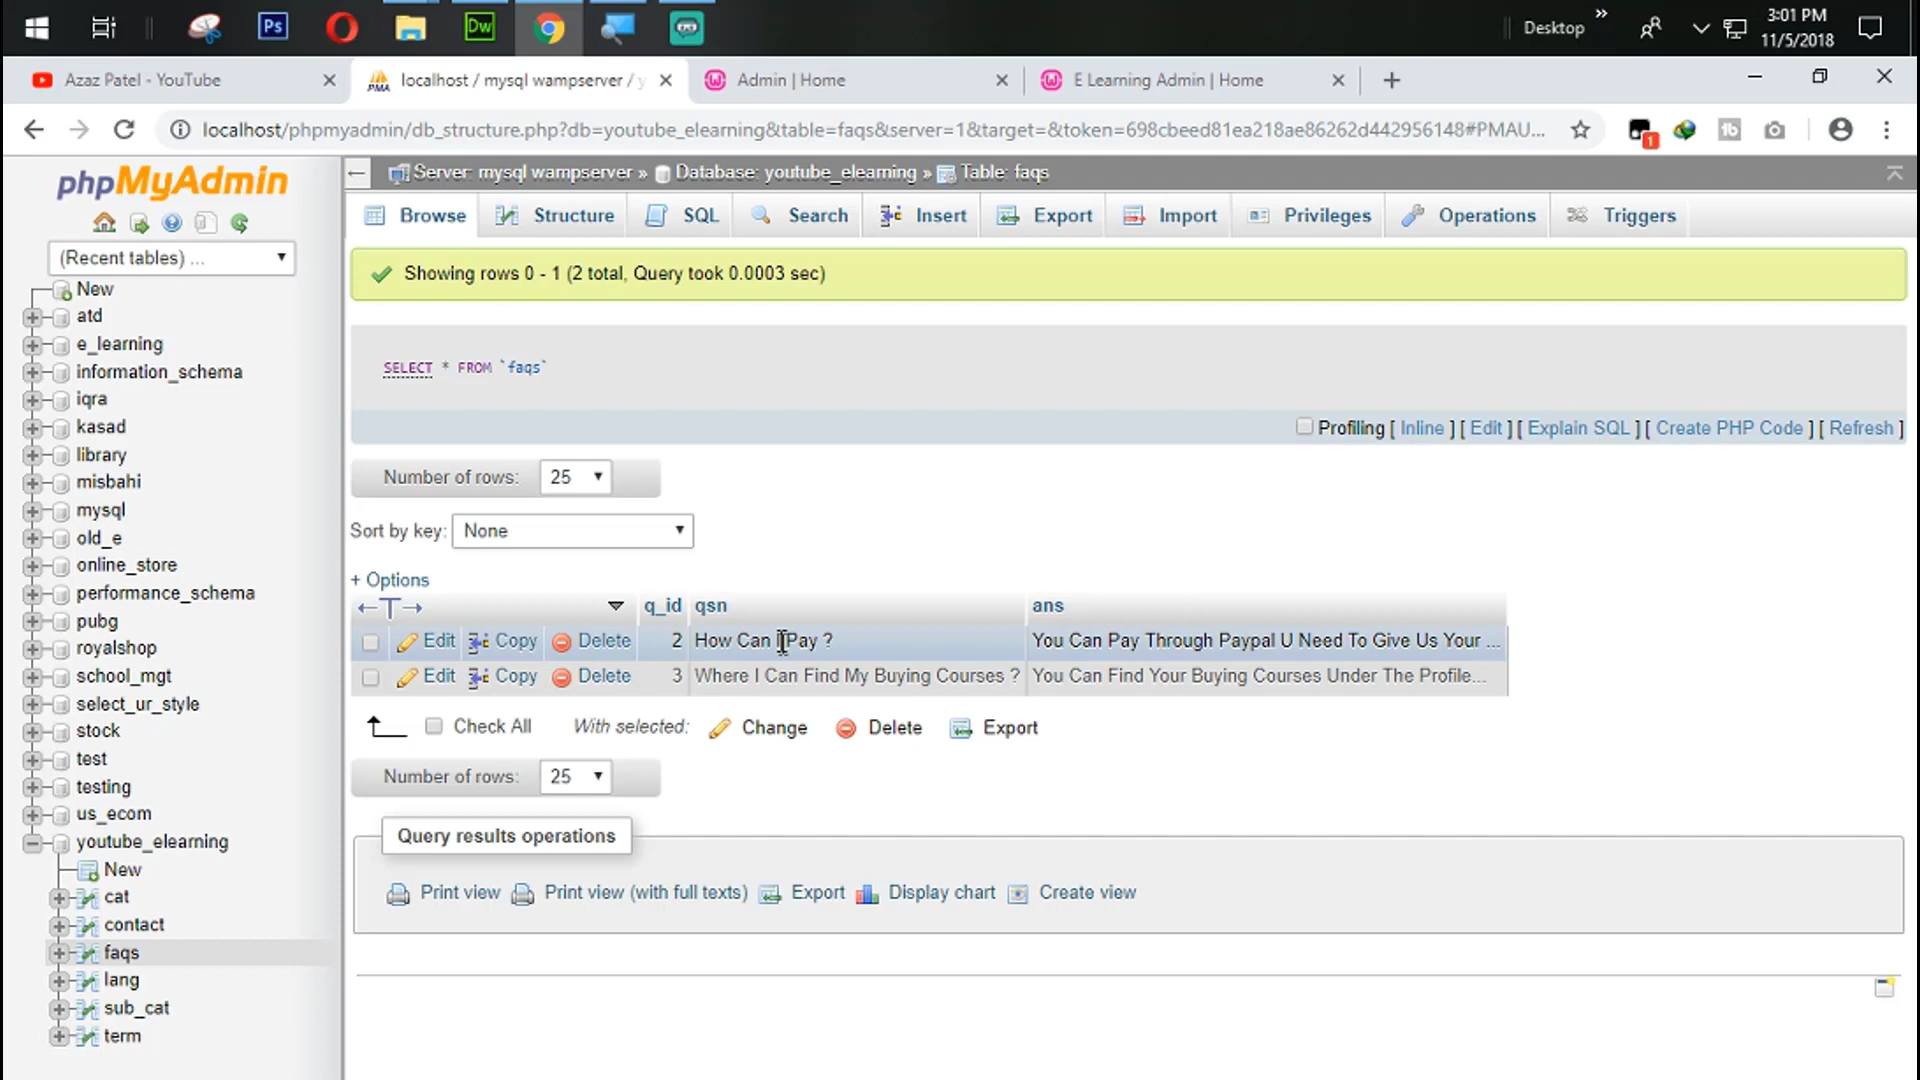 Ps
Dw
Desktop
»
3:01 PM
11/5/2018
Azaz Patel - YouTube
PMA
localhost / mysql wampserver / y
Admin | Home
E Learning Admin | Home
localhost/phpmyadmin/db_structure.php?db=youtube_elearning&table=faqs&server=1&target=&token=698cbeed81ea218ae86262d442956148#PMAU...
1
phpMyAdmin
(Recent tables) ...
New
atd
e_learning
information_schema
iqra
kasad
library
misbahi
mysql
old_e
online_store
performance_schema
pubg
royalshop
school_mgt
select_ur_style
stock
test
testing
us_ecom
youtube_elearning
New
cat
contact
faqs
lang
sub_cat
term
Server: mysql wampserver » Database: youtube_elearning » Table: faqs
Browse Structure SQL Search Insert Export Import Privileges Operations Triggers
Showing rows 0 - 1 (2 total, Query took 0.0003 sec)
SELECT * FROM `faqs`
Profiling [ Inline ] [ Edit ] [ Explain SQL ] [ Create PHP Code ] [ Refresh ]
Number of rows: 25
Sort by key: None
+ Options
←T→ q_id qsn ans
Edit Copy Delete 2 How Can I Pay ? You Can Pay Through Paypal U Need To Give Us Your ...
Edit Copy Delete 3 Where I Can Find My Buying Courses ? You Can Find Your Buying Courses Under The Profile...
Check All With selected: Change Delete Export
Number of rows: 25
Query results operations
Print view Print view (with full texts) Export Display chart Create view